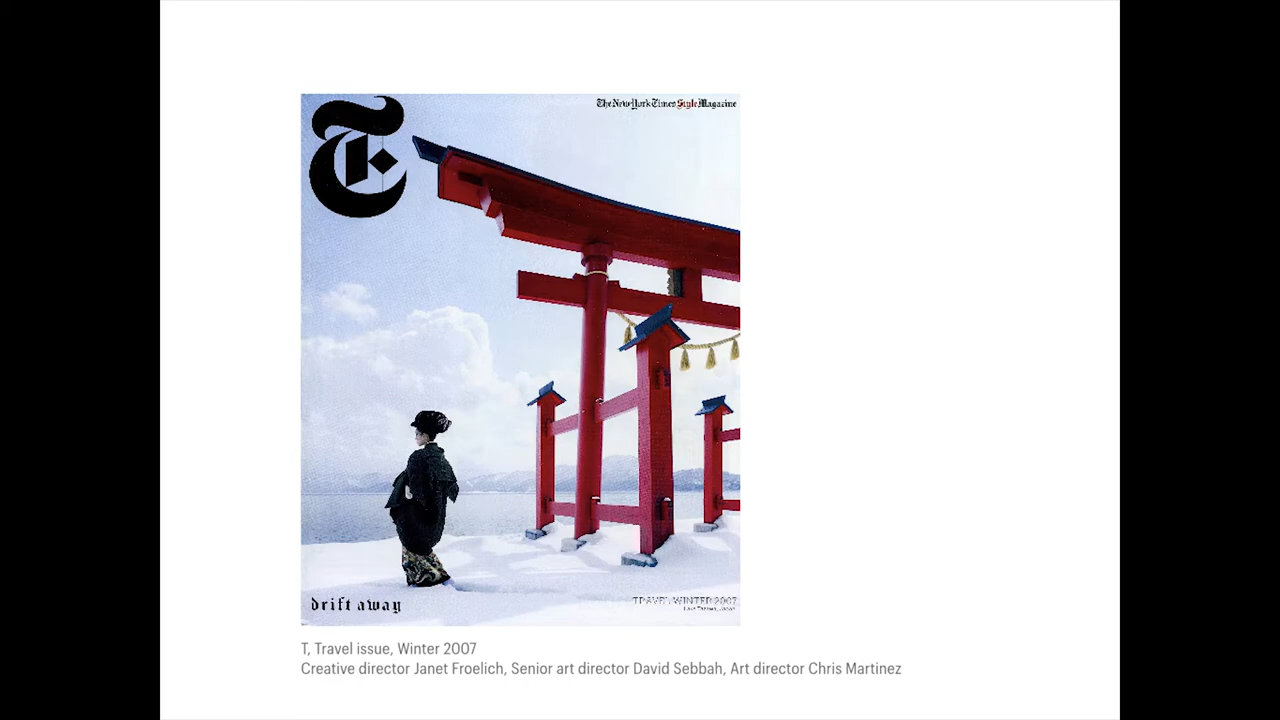 T
The New York Times Style Magazine
drift away
TRAVEL WINTER 2007
T, Travel issue, Winter 2007
Creative director Janet Froelich, Senior art director David Sebbah, Art director Chris Martinez